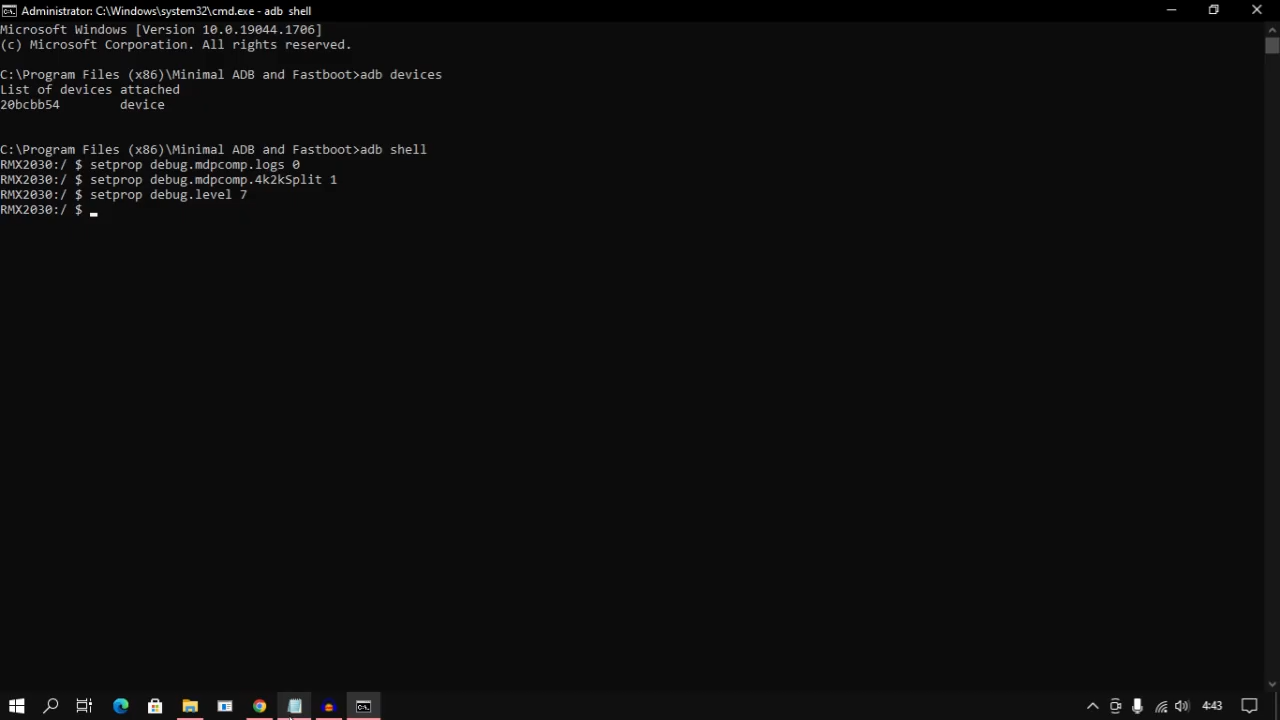 Administrator: C:\Windows\system32\cmd.exe - adb  shell
Microsoft Windows [Version 10.0.19044.1706]
(c) Microsoft Corporation. All rights reserved.
C:\Program Files (x86)\Minimal ADB and Fastboot>adb devices
List of devices attached
20bcbb54        device
C:\Program Files (x86)\Minimal ADB and Fastboot>adb shell
RMX2030:/ $ setprop debug.mdpcomp.logs 0
RMX2030:/ $ setprop debug.mdpcomp.4k2kSplit 1
RMX2030:/ $ setprop debug.level 7
RMX2030:/ $
4:43